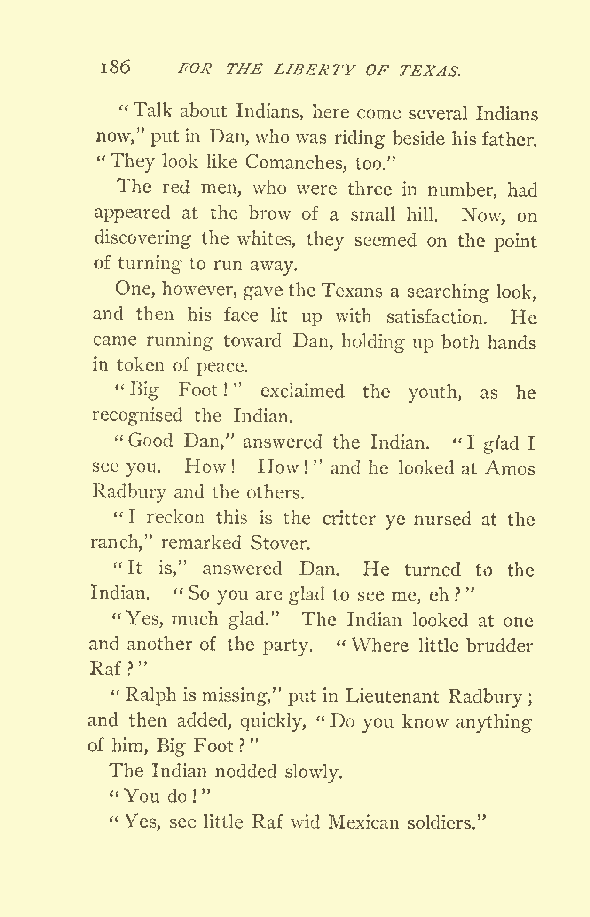 186 FOR THE LIBERTY OF TEXAS.
"Talk about Indians, here come several Indians
now," put in Dan, who was riding beside his father.
"They look like Comanches, too."
The red men, who were three in number, had
appeared at the brow of a small hill. Now, on
discovering the whites, they seemed on the point
of turning to run away.
One, however, gave the Texans a searching look,
and then his face lit up with satisfaction. He
came running toward Dan, holding up both hands
in token of peace.
"Big Foot!" exclaimed the youth, as he
recognised the Indian.
"Good Dan," answered the Indian. "I glad I
see you. How! How!" and he looked at Amos
Radbury and the others.
"I reckon this is the critter ye nursed at the
ranch," remarked Stover.
"It is," answered Dan. He turned to the
Indian. "So you are glad to see me, eh?"
"Yes, much glad." The Indian looked at one
and another of the party. "Where little brudder
Raf?"
"Ralph is missing," put in Lieutenant Radbury;
and then added, quickly, "Do you know anything
of him, Big Foot?"
The Indian nodded slowly.
"You do!"
"Yes, see little Raf wid Mexican soldiers."